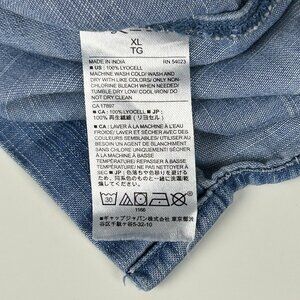 XL
TG
MADE IN INDIA RN 54023
■ US: 100% LYOCELL
MACHINE WASH COLD/ WASH AND
DRY WITH LIKE COLORS/ ONLY NON-
CHLORINE BLEACH WHEN NEEDED/
TUMBLE DRY LOW/ COOL IRON/ DO
NOT DRY CLEAN
CA 17897
■ CA: 100% LYOCELL ■ JP:
100% 再生繊維 (リヨセル)
■ CA: LAVER À LA MACHINE À L'EAU
FROIDE/ LAVER ET SÉCHER AVEC DES
COULEURS SEMBLABLES/ UTILISER AU
BESOIN UN AGENT DE BLANCHIMENT
SANS CHLORE/ SÉCHER À BASSE
TEMPÉRATURE/ REPASSER À BASSE
TEMPÉRATURE/ NE PAS NETTOYER À
SEC ■ JP:
30
1166
■ ギャップジャパン株式会社 東京都渋
谷区千駄ヶ谷5-32-10